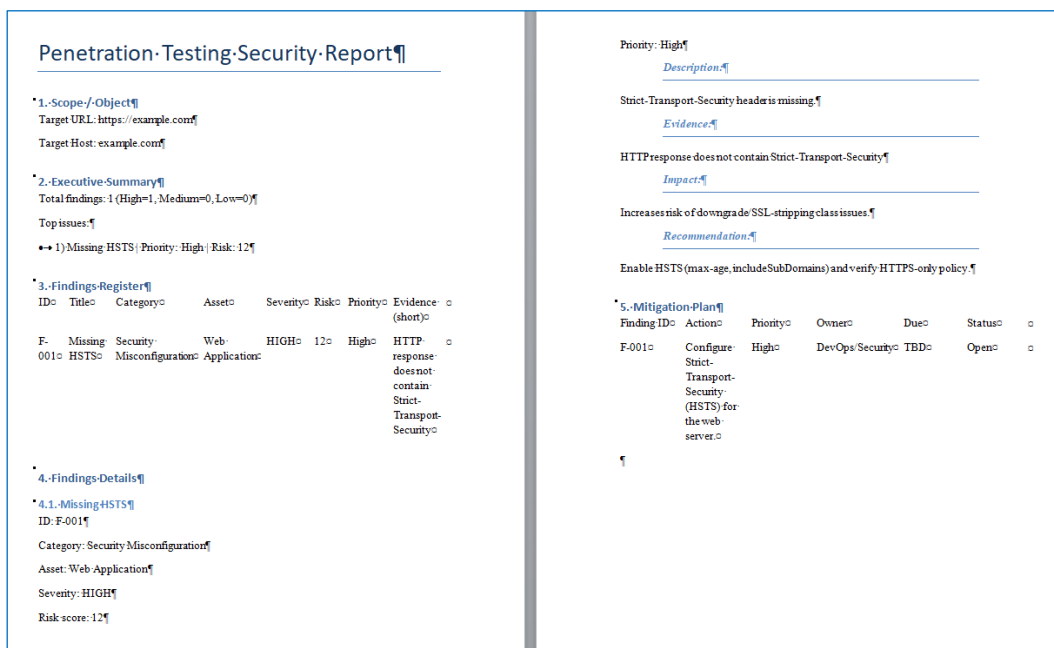 Penetration Testing Security Report
1. Scope / Object
Target URL: https://example.com
Target Host: example.com
2. Executive Summary
Total findings: 1 (High=1, Medium=0, Low=0)
Top issues:
1) Missing HSTS | Priority: High | Risk: 12
3. Findings Register
ID Title Category Asset Severity Risk Priority Evidence (short)
F-001 Missing HSTS Security Misconfiguration Web Application HIGH 12 High HTTP response does not contain Strict-Transport-Security
4. Findings Details
4.1. Missing HSTS
ID: F-001
Category: Security Misconfiguration
Asset: Web Application
Severity: HIGH
Risk score: 12
Priority: High
Description:
Strict-Transport-Security header is missing.
Evidence:
HTTP response does not contain Strict-Transport-Security
Impact:
Increases risk of downgrade/SSL-stripping class issues.
Recommendation:
Enable HSTS (max-age, includeSubDomains) and verify HTTPS-only policy.
5. Mitigation Plan
Finding ID Action Priority Owner Due Status
F-001 Configure Strict-Transport-Security (HSTS) for the web server. High DevOps/Security TBD Open